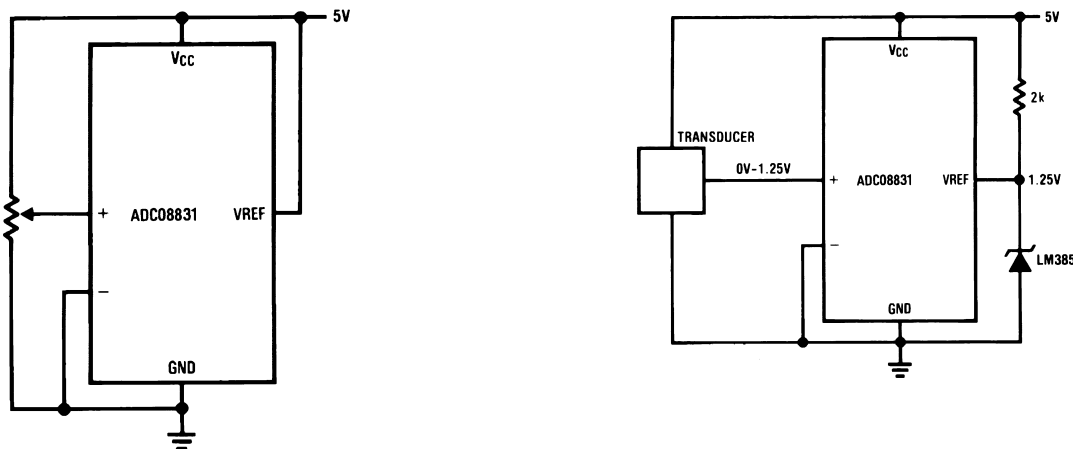 5V
VCC
+
ADC08831
VREF
−
GND
5V
VCC
2k
TRANSDUCER
0V–1.25V
+
ADC08831
VREF
1.25V
−
LM385
GND